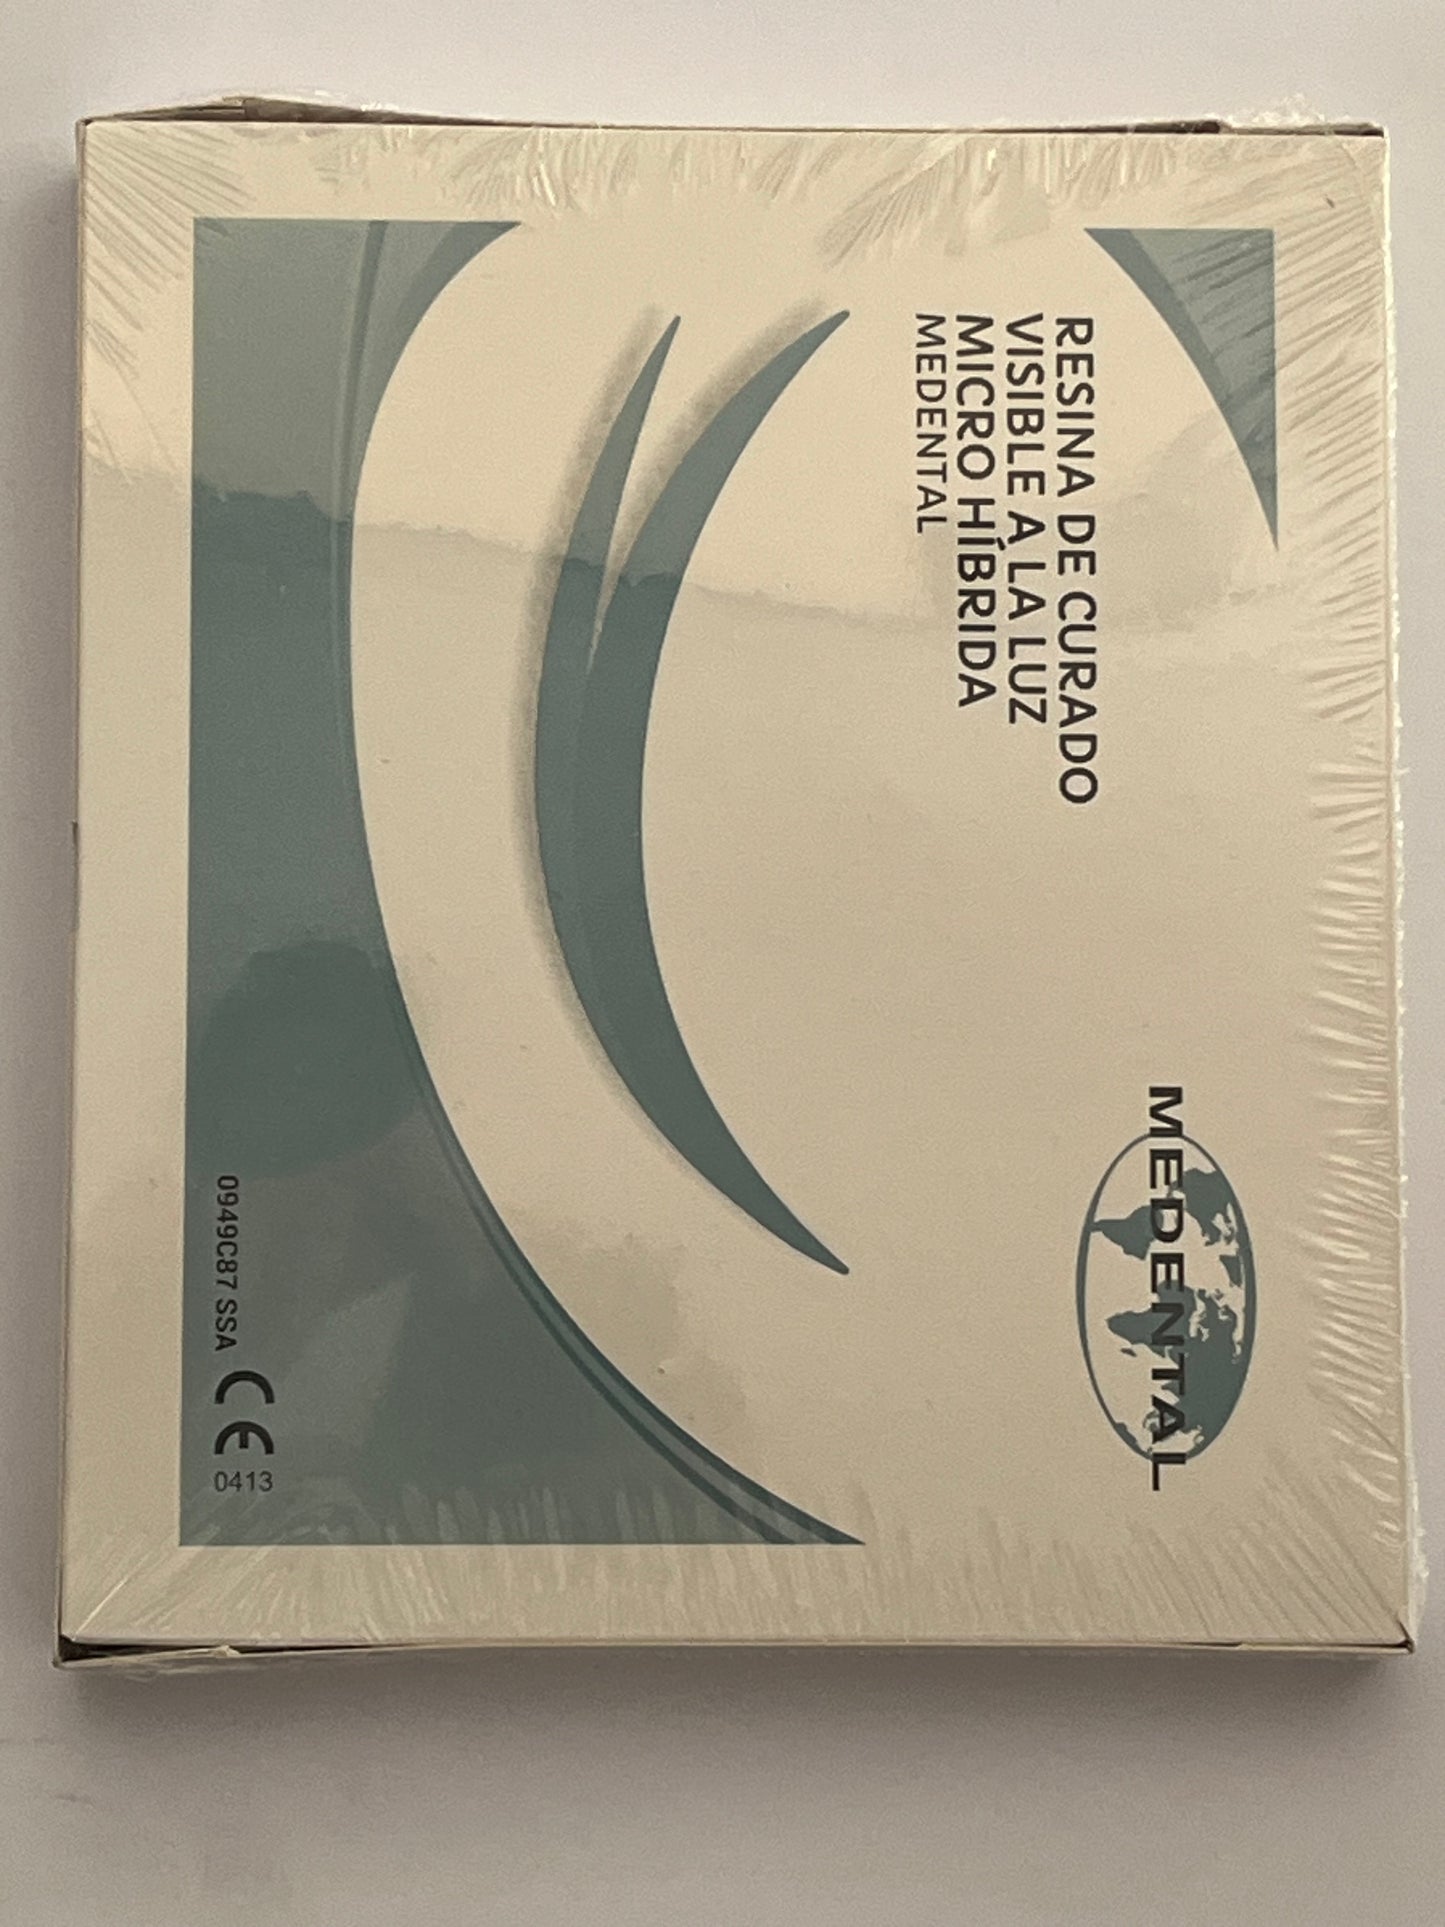 RESINA DE CURADO
VISIBLE A LA LUZ
MICRO HÍBRIDA
MEDENTAL
MEDENTAL
0949C87 SSA CE
0413